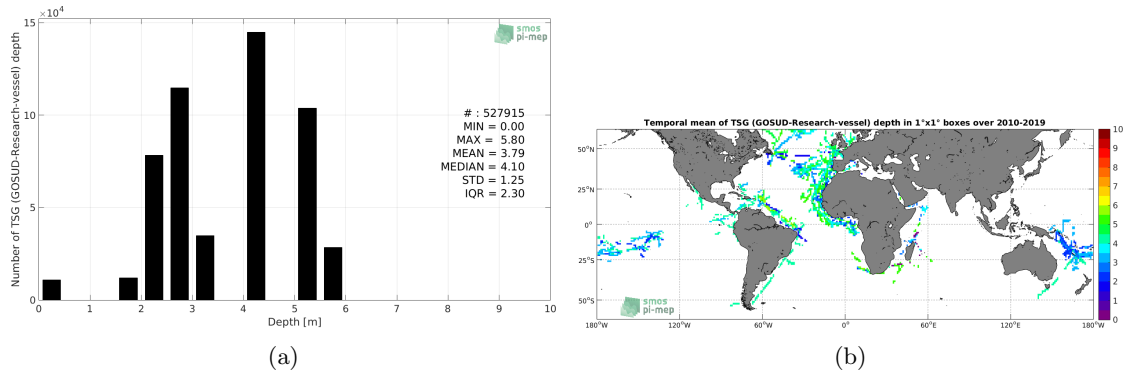 ×10⁴
15
10
5
0
Number of TSG (GOSUD-Research-vessel) depth
smos
pi-mep
# : 527915
MIN = 0.00
MAX = 5.80
MEAN = 3.79
MEDIAN = 4.10
STD = 1.25
IQR = 2.30
0 1 2 3 4 5 6 7 8 9 10
Depth [m]
(a)
Temporal mean of TSG (GOSUD-Research-vessel) depth in 1°x1° boxes over 2010-2019
50°N
25°N
0°
25°S
50°S
smos
pi-mep
180°W 120°W 60°W 0° 60°E 120°E 180°W
10
9
8
7
6
5
4
3
2
1
0
(b)